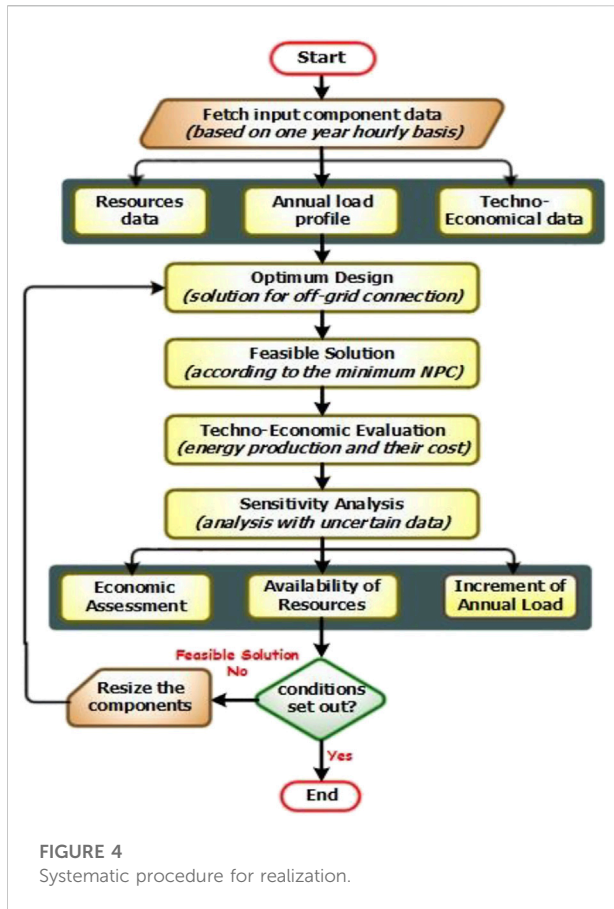 Start
Fetch input component data
(based on one year hourly basis)
Resources
data
Annual load
profile
Techno-
Economical data
Optimum Design
(solution for off-grid connection)
Feasible Solution
(according to the minimum NPC)
Techno-Economic Evaluation
(energy production and their cost)
Sensitivity Analysis
(analysis with uncertain data)
Economic
Assessment
Availability of
Resources
Increment of
Annual Load
Feasible Solution
No
Resize the
components
conditions
set out?
Yes
End
FIGURE 4
Systematic procedure for realization.